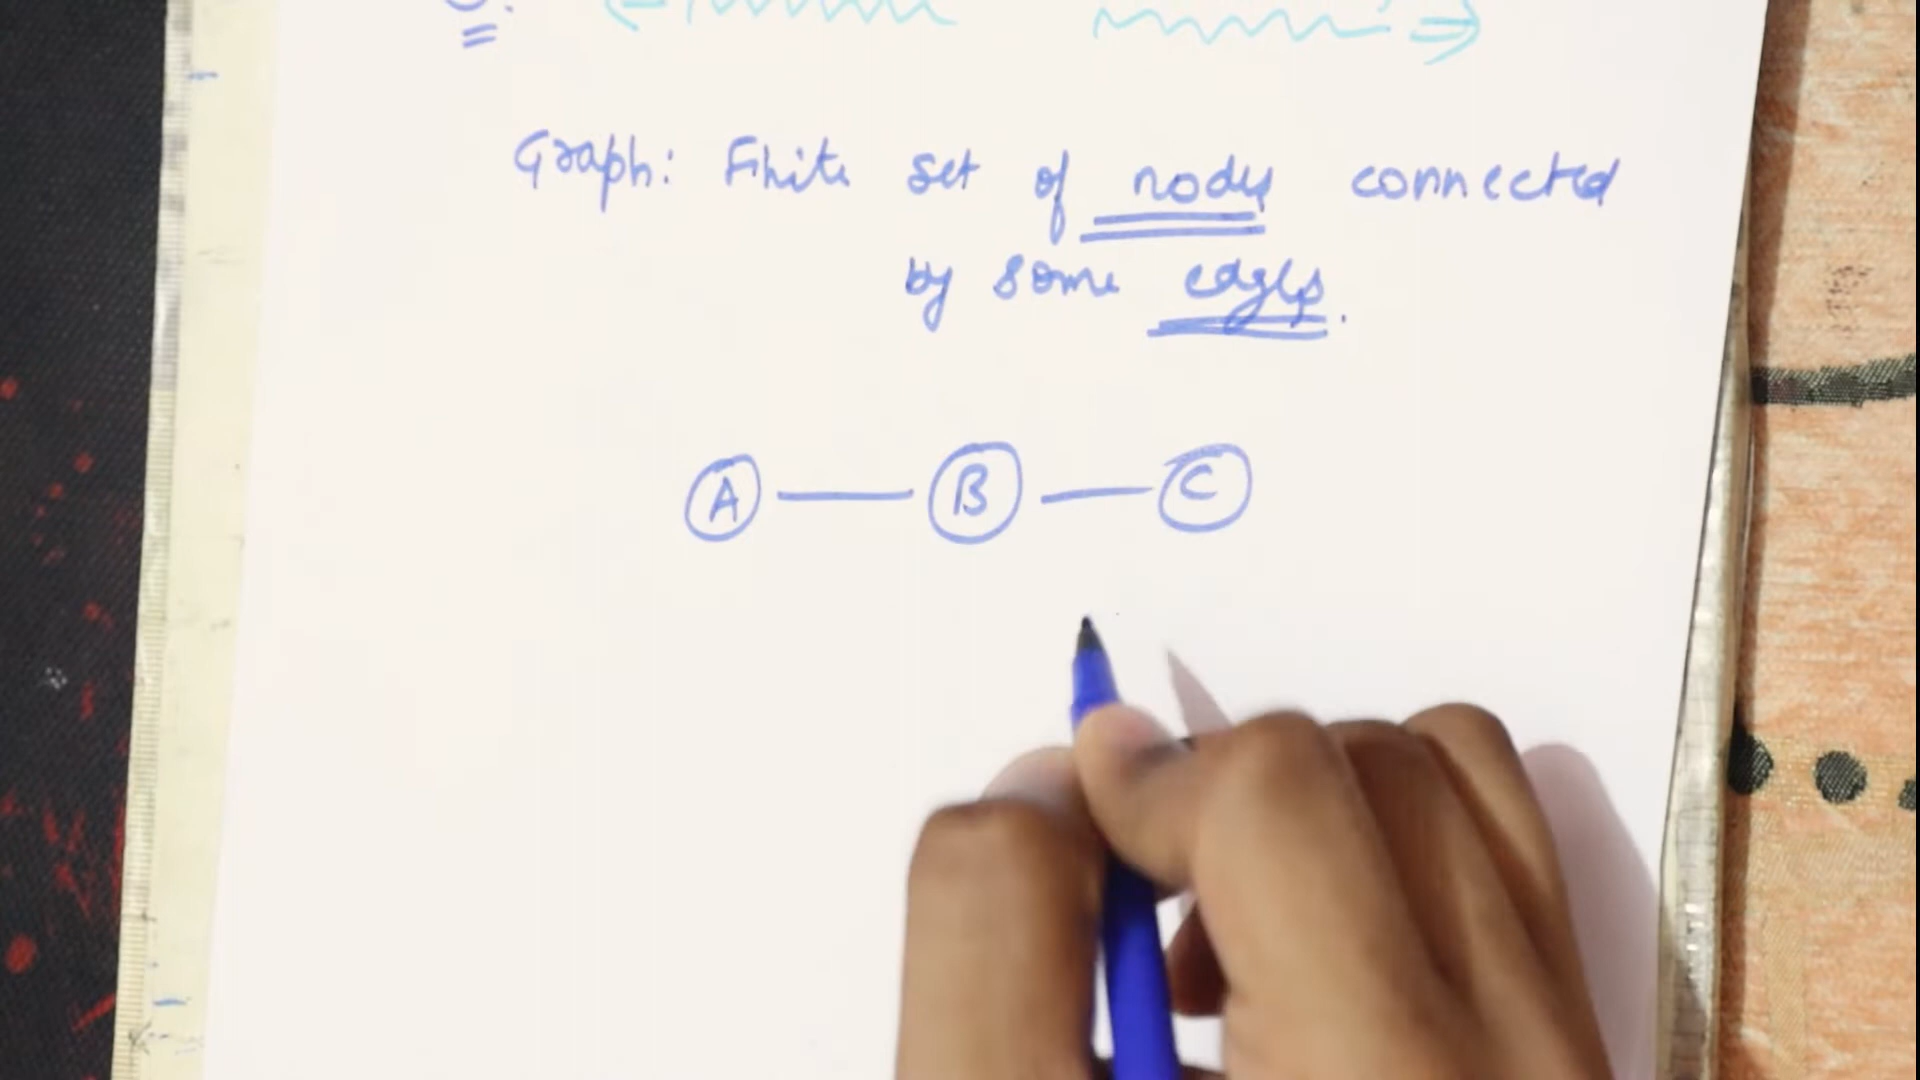 Graph: Finite set of nodes connected
by some edges.
A — B — C